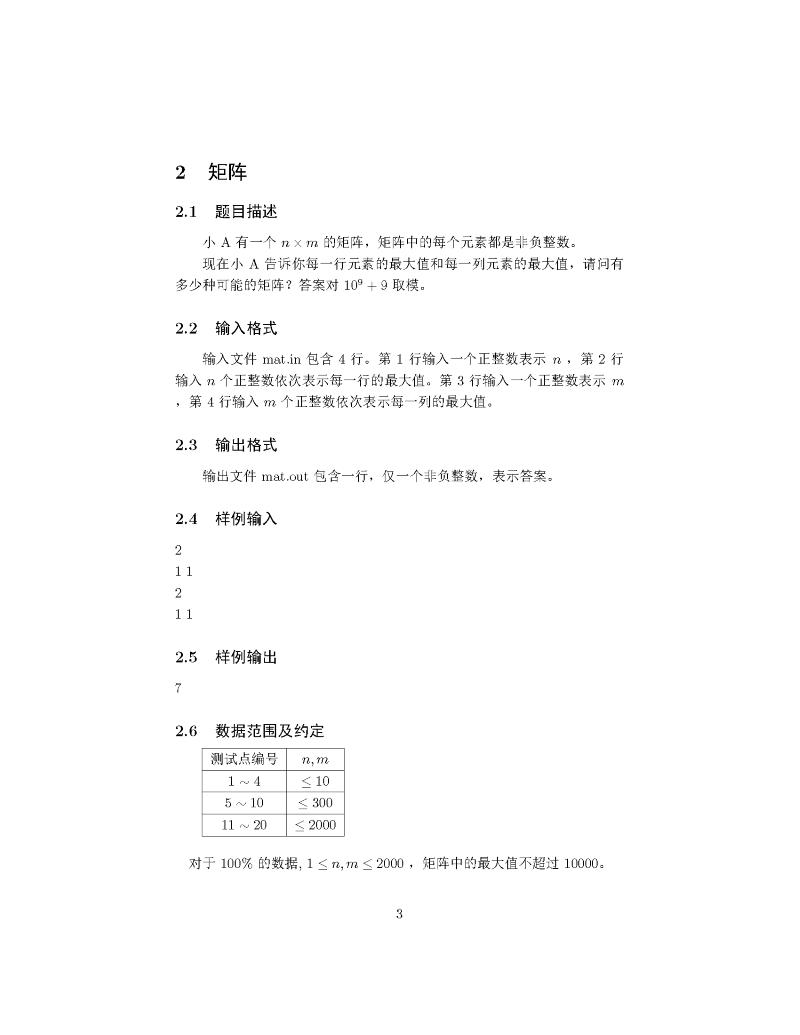 2 矩阵
2.1 题目描述
小 A 有一个 n × m 的矩阵，矩阵中的每个元素都是非负整数。
现在小 A 告诉你每一行元素的最大值和每一列元素的最大值，请问有
多少种可能的矩阵？答案对 10⁹ + 9 取模。
2.2 输入格式
输入文件 mat.in 包含 4 行。第 1 行输入一个正整数表示 n ，第 2 行
输入 n 个正整数依次表示每一行的最大值。第 3 行输入一个正整数表示 m
，第 4 行输入 m 个正整数依次表示每一列的最大值。
2.3 输出格式
输出文件 mat.out 包含一行，仅一个非负整数，表示答案。
2.4 样例输入
2
1 1
2
1 1
2.5 样例输出
7
2.6 数据范围及约定
测试点编号 n, m
1 ∼ 4 ≤ 10
5 ∼ 10 ≤ 300
11 ∼ 20 ≤ 2000
对于 100% 的数据, 1 ≤ n, m ≤ 2000 ，矩阵中的最大值不超过 10000。
3